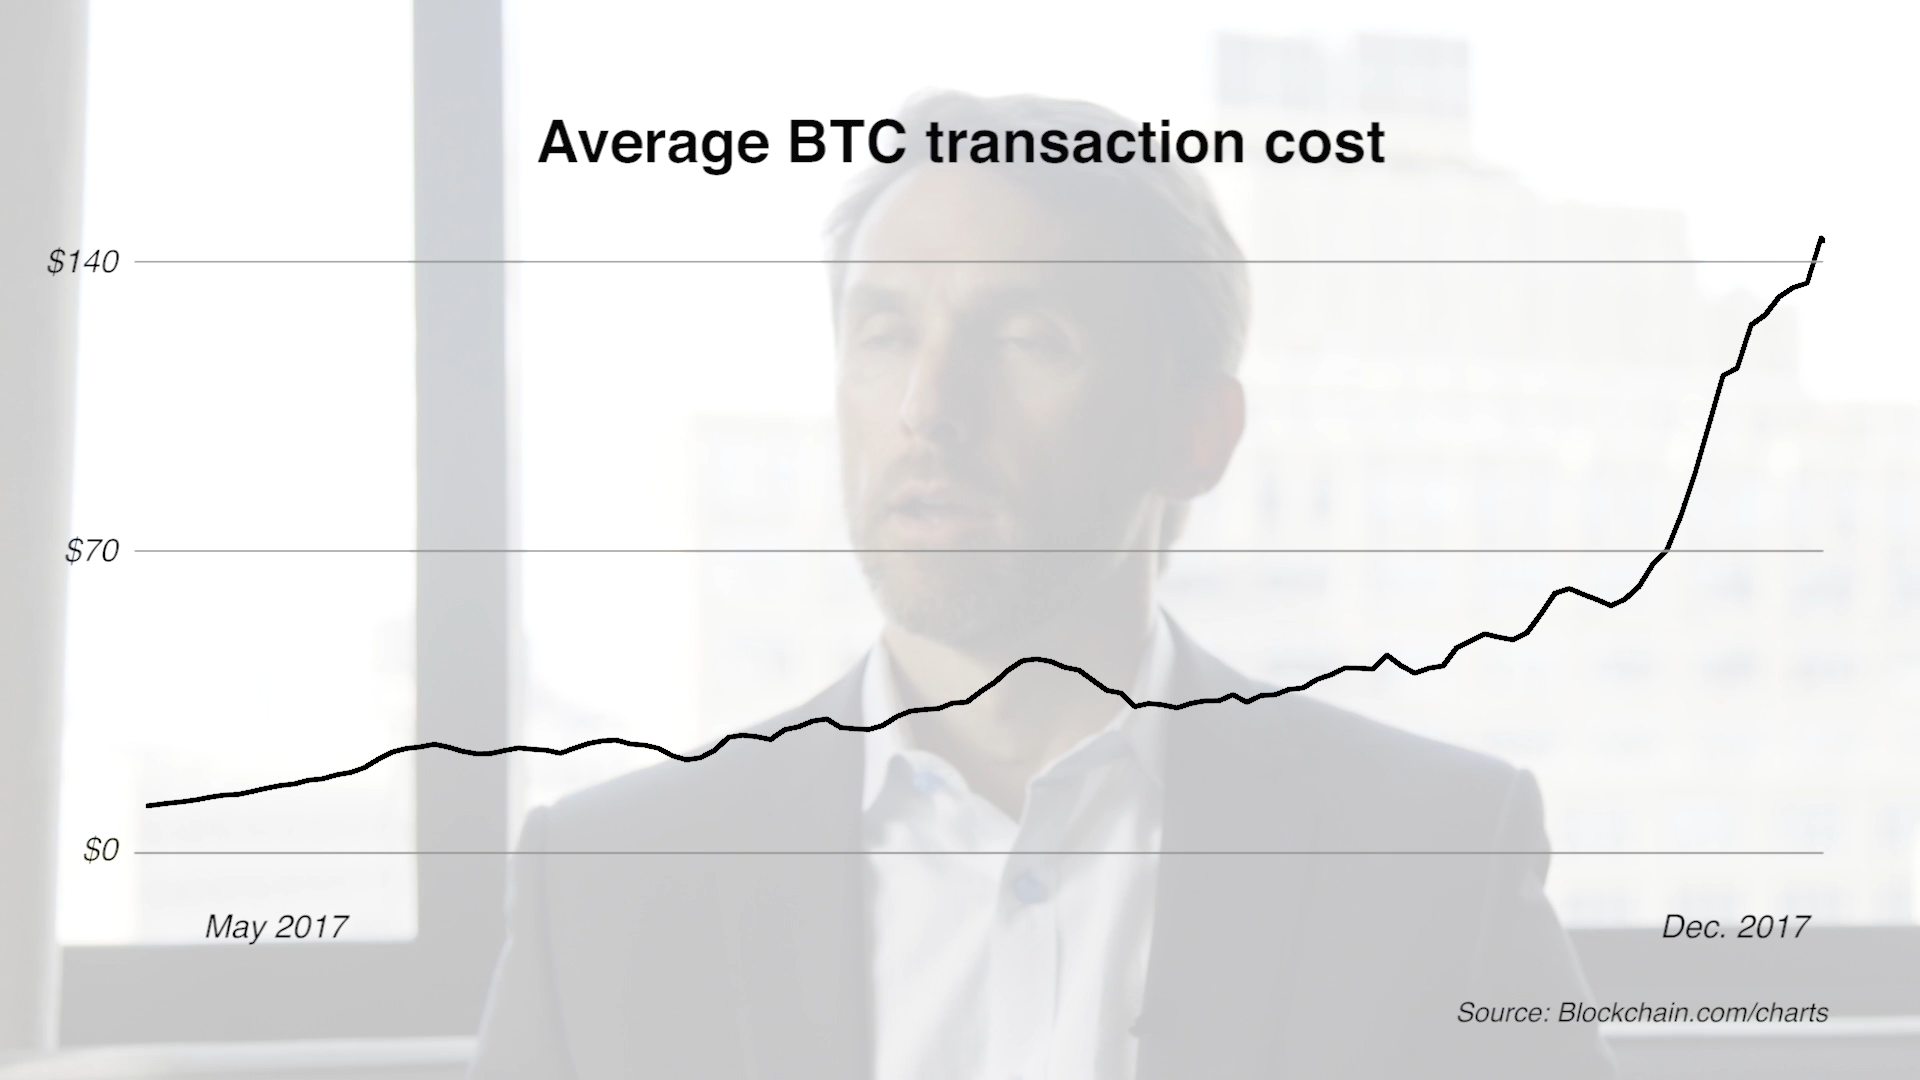 Average BTC transaction cost
$140
$70
$0
May 2017
Dec. 2017
Source: Blockchain.com/charts